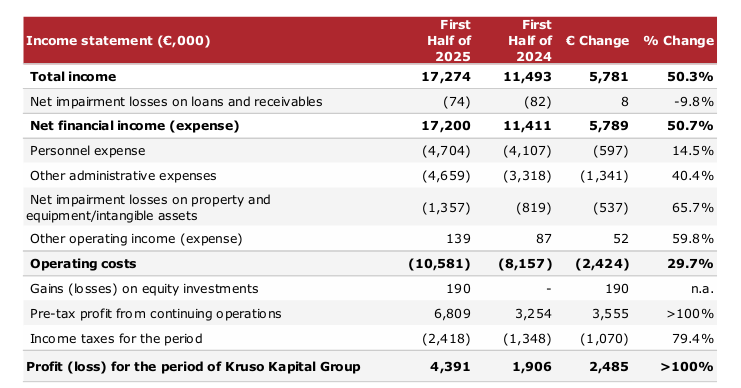 Income statement (€,000) First Half of 2025 First Half of 2024 € Change % Change
Total income 17,274 11,493 5,781 50.3%
Net impairment losses on loans and receivables (74) (82) 8 -9.8%
Net financial income (expense) 17,200 11,411 5,789 50.7%
Personnel expense (4,704) (4,107) (597) 14.5%
Other administrative expenses (4,659) (3,318) (1,341) 40.4%
Net impairment losses on property and
equipment/intangible assets (1,357) (819) (537) 65.7%
Other operating income (expense) 139 87 52 59.8%
Operating costs (10,581) (8,157) (2,424) 29.7%
Gains (losses) on equity investments 190 - 190 n.a.
Pre-tax profit from continuing operations 6,809 3,254 3,555 >100%
Income taxes for the period (2,418) (1,348) (1,070) 79.4%
Profit (loss) for the period of Kruso Kapital Group 4,391 1,906 2,485 >100%